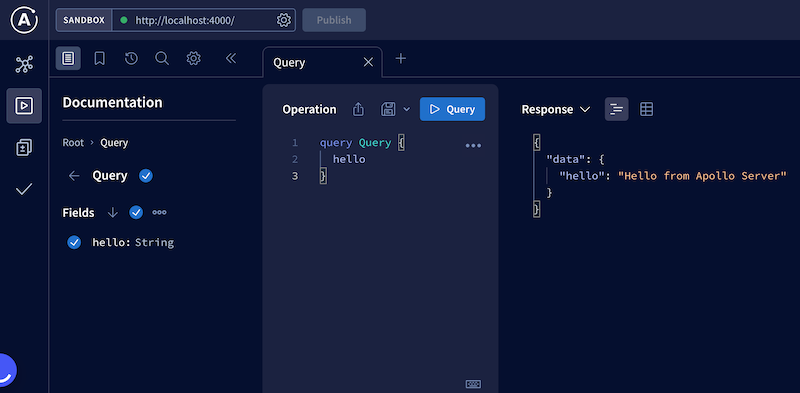 SANDBOX http://localhost:4000/ Publish
Query
Documentation
Root › Query
Query
Fields
hello: String
Operation Query
1 query Query {
2 hello
3 }
Response
{
"data": {
"hello": "Hello from Apollo Server"
}
}